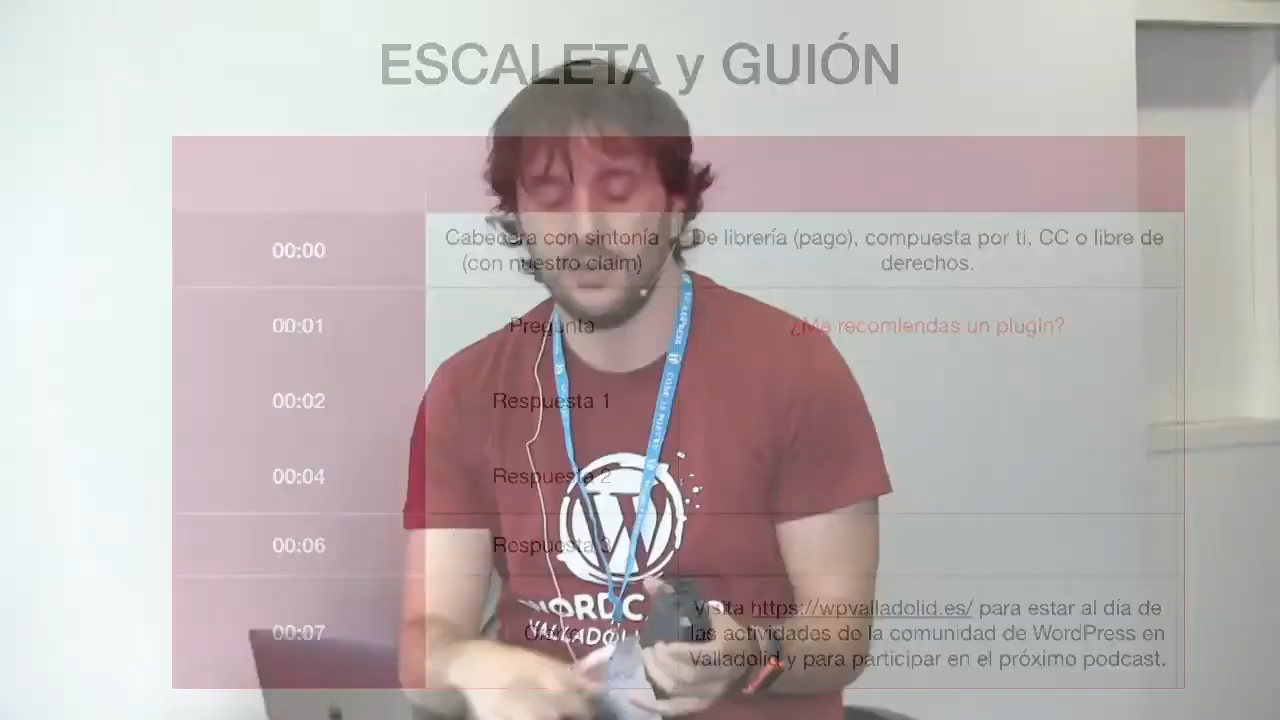 ESCALETA y GUIÓN
00:00
Cabecera con sintonía
(con nuestro claim)
De librería (pago), compuesta por ti, CC o libre de
derechos.
00:01
Pregunta
¿Me recomiendas un plugin?
00:02
Respuesta 1
00:04
Respuesta 2
00:06
Respuesta 3
00:07
Visita https://wpvalladolid.es/ para estar al día de
las actividades de la comunidad de WordPress en
Valladolid y para participar en el próximo podcast.
W
VALLADOL